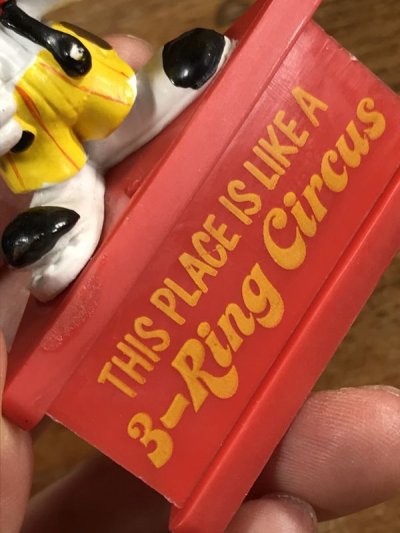 THIS PLACE IS LIKE A
3-Ring Circus